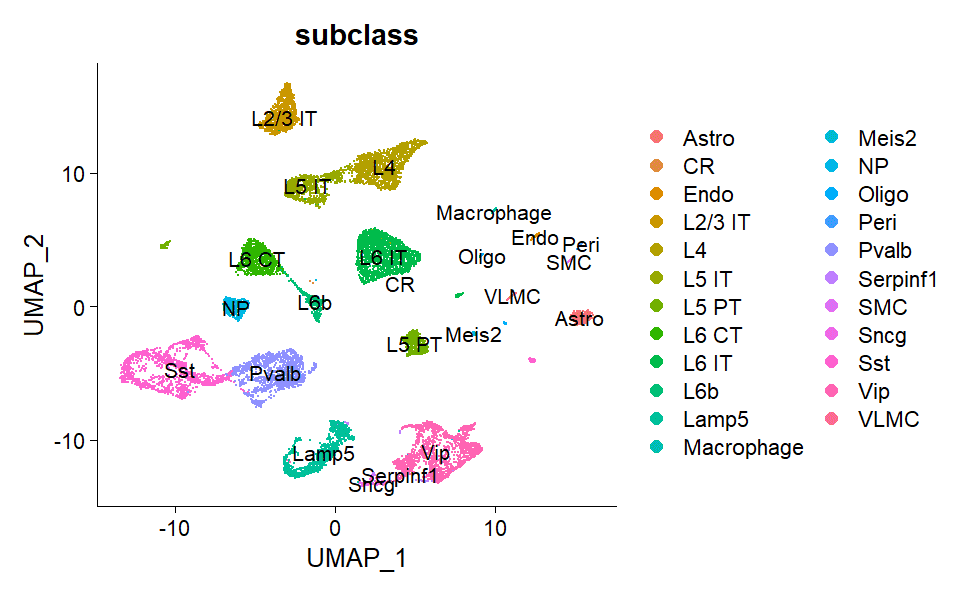 subclass
L2/3 IT
L4
L5 IT
Macrophage
Endo
Peri
L6 CT
L6 IT
Oligo
SMC
CR
L6b
VLMC
NP
Astro
Meis2
L5 PT
Sst
Pvalb
Lamp5
Vip
Serpinf1
Sncg
10
0
-10
UMAP_2
-10
0
10
UMAP_1
Astro
CR
Endo
L2/3 IT
L4
L5 IT
L5 PT
L6 CT
L6 IT
L6b
Lamp5
Macrophage
Meis2
NP
Oligo
Peri
Pvalb
Serpinf1
SMC
Sncg
Sst
Vip
VLMC